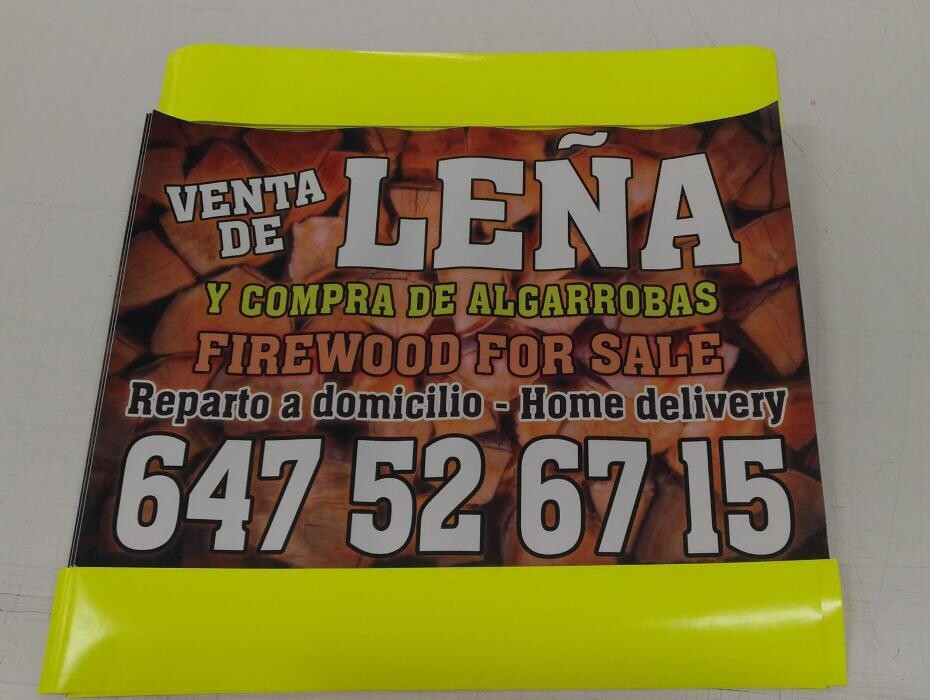 VENTA
DE LEÑA
Y COMPRA DE ALGARROBAS
FIREWOOD FOR SALE
Reparto a domicilio - Home delivery
647 52 67 15